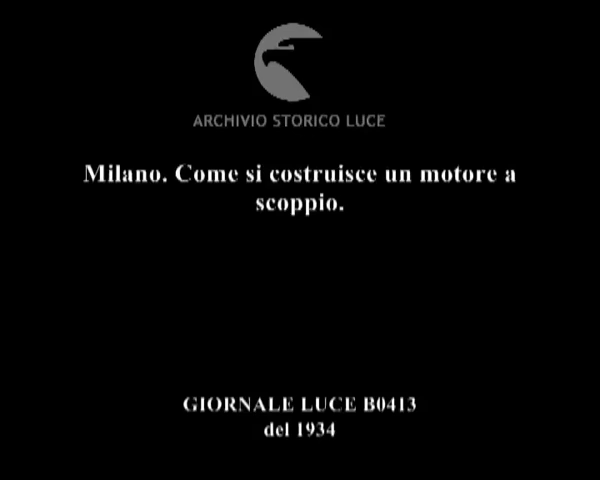 ARCHIVIO STORICO LUCE
Milano. Come si costruisce un motore a
scoppio.
GIORNALE LUCE B0413
del 1934